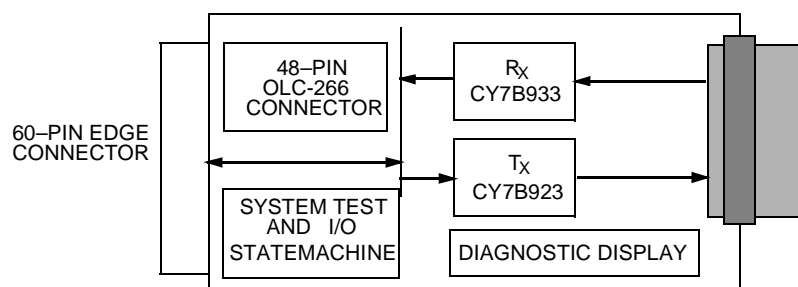 60–PIN EDGE
CONNECTOR
48–PIN
OLC-266
CONNECTOR
SYSTEM TEST
AND I/O
STATEMACHINE
RX
CY7B933
TX
CY7B923
DIAGNOSTIC DISPLAY